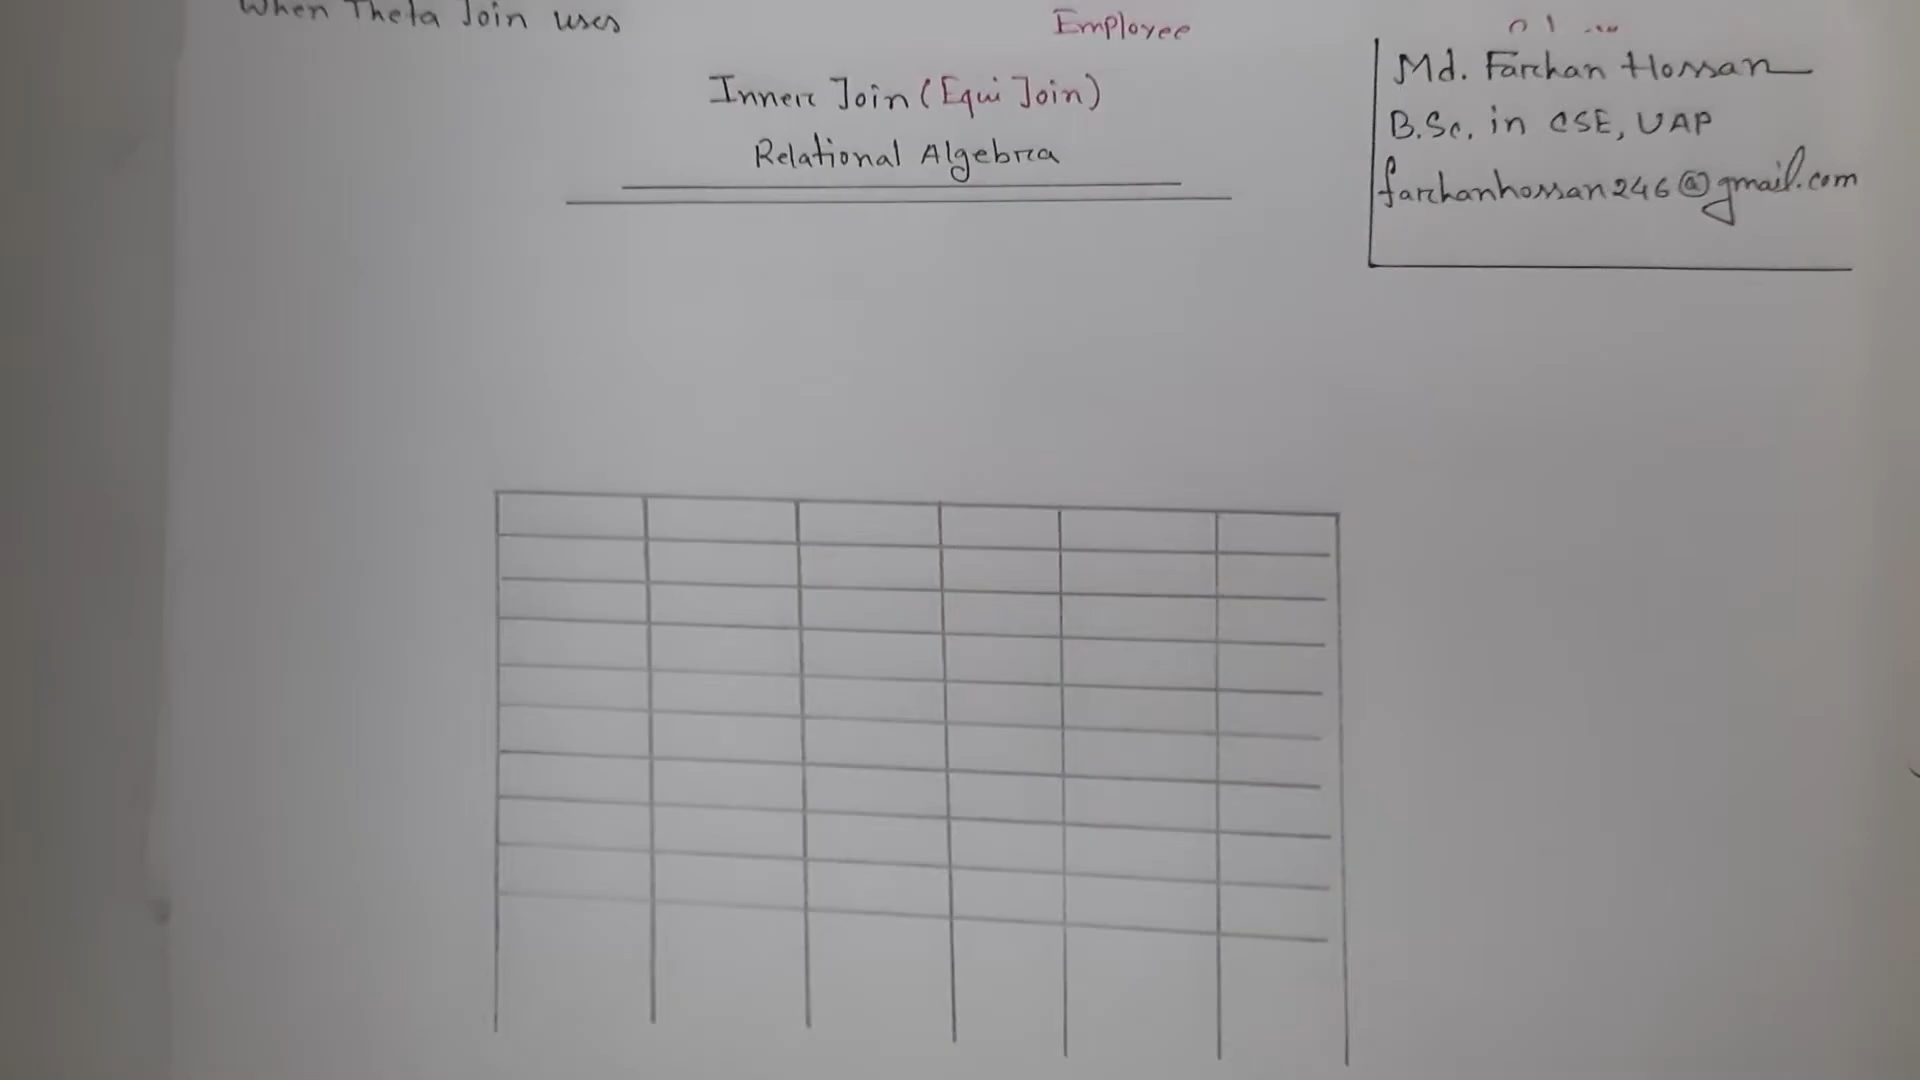 When Theta Join uses
Employee
Inner Join (Equi Join)
Relational Algebra
Md. Farhan Hossan
B.Sc. in CSE, UAP
farhanhossan246@gmail.com